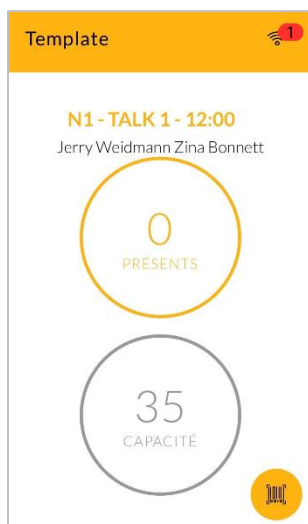 Template
1
N1 - TALK 1 - 12:00
Jerry Weidmann Zina Bonnett
0
PRÉSENTS
35
CAPACITÉ